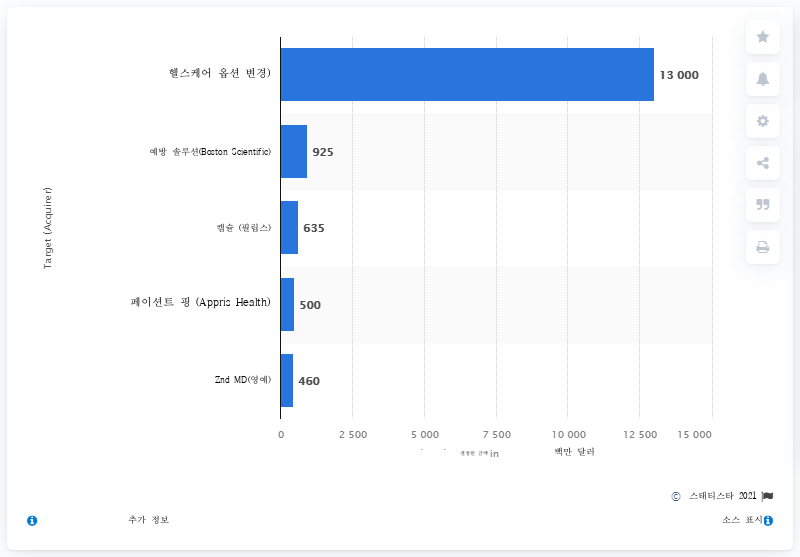 헬스케어 옵션 변경)
13 000
예방 솔루션(Boston Scientific)
925
캡슐 (필립스)
635
Target (Acquirer)
페이션트 핑 (Appris Health)
500
2nd MD(영예)
460
0 2 500 5 000 7 500 10 000 12 500 15 000
in 백만 달러
© 스태티스타 2021
추가 정보 소스 표시